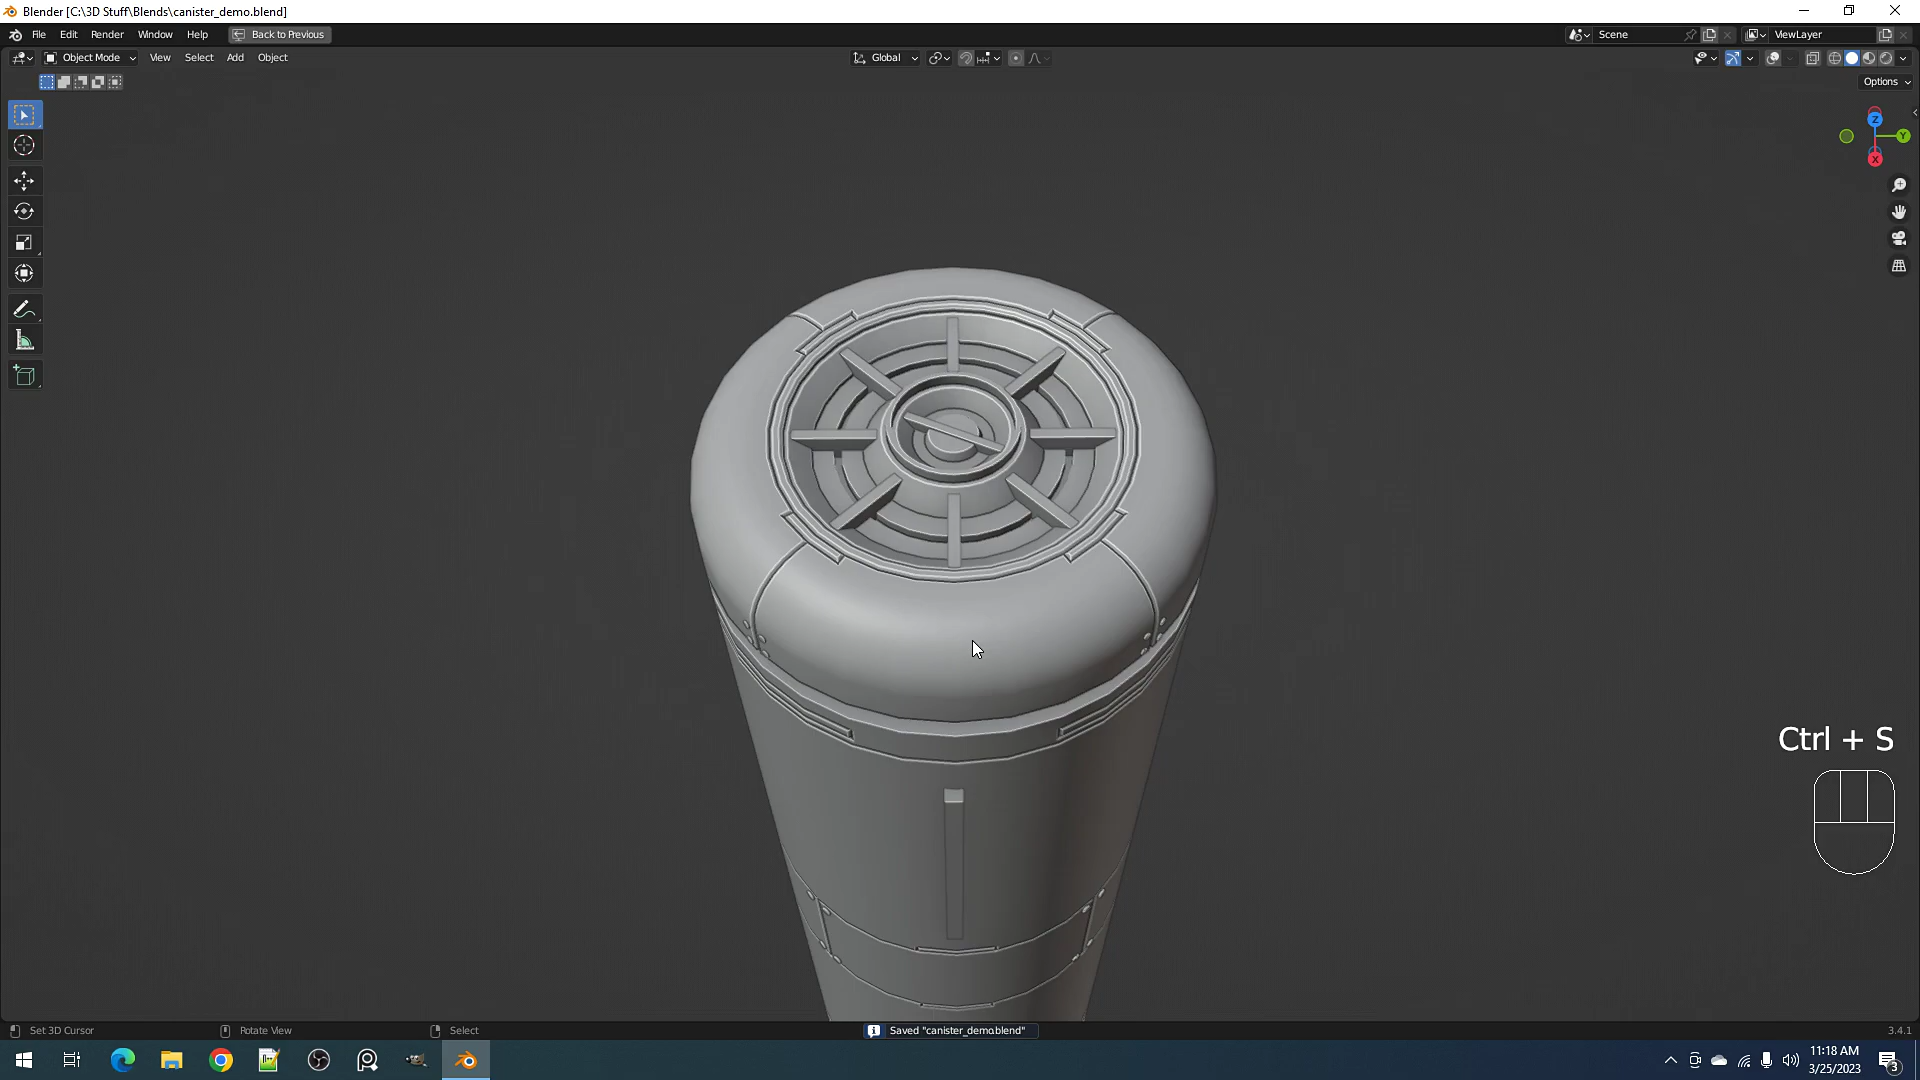 Blender [C:\3D Stuff\Blends\canister_demo.blend]
File Edit Render Window Help Back to Previous Scene ViewLayer
Object Mode View Select Add Object Global
Options
Z
Y
X
Ctrl + S
Set 3D Cursor Rotate View Select Saved "canister_demo.blend" 3.4.1
11:18 AM
3/25/2023
3